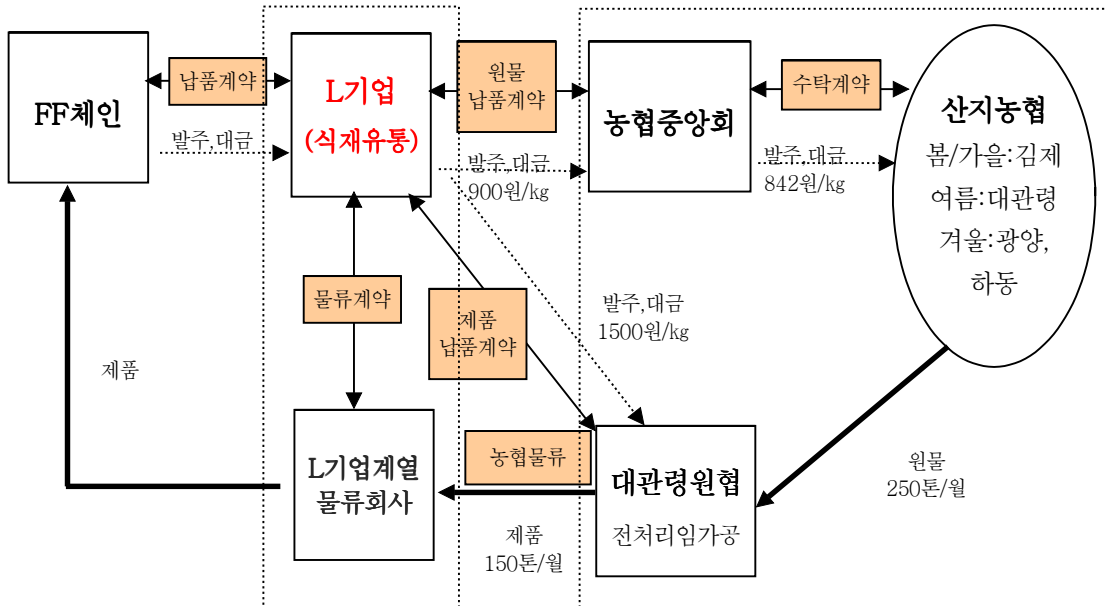 FF체인
납품계약
발주,대금
L기업
(식재유통)
원물
납품계약
발주,대금
900원/kg
농협중앙회
수탁계약
발주,대금
842원/kg
산지농협
봄/가을:김제
여름:대관령
겨울:광양,
하동
물류계약
제품
납품계약
발주,대금
1500원/kg
제품
L기업계열
물류회사
농협물류
제품
150톤/월
대관령원협
전처리임가공
원물
250톤/월